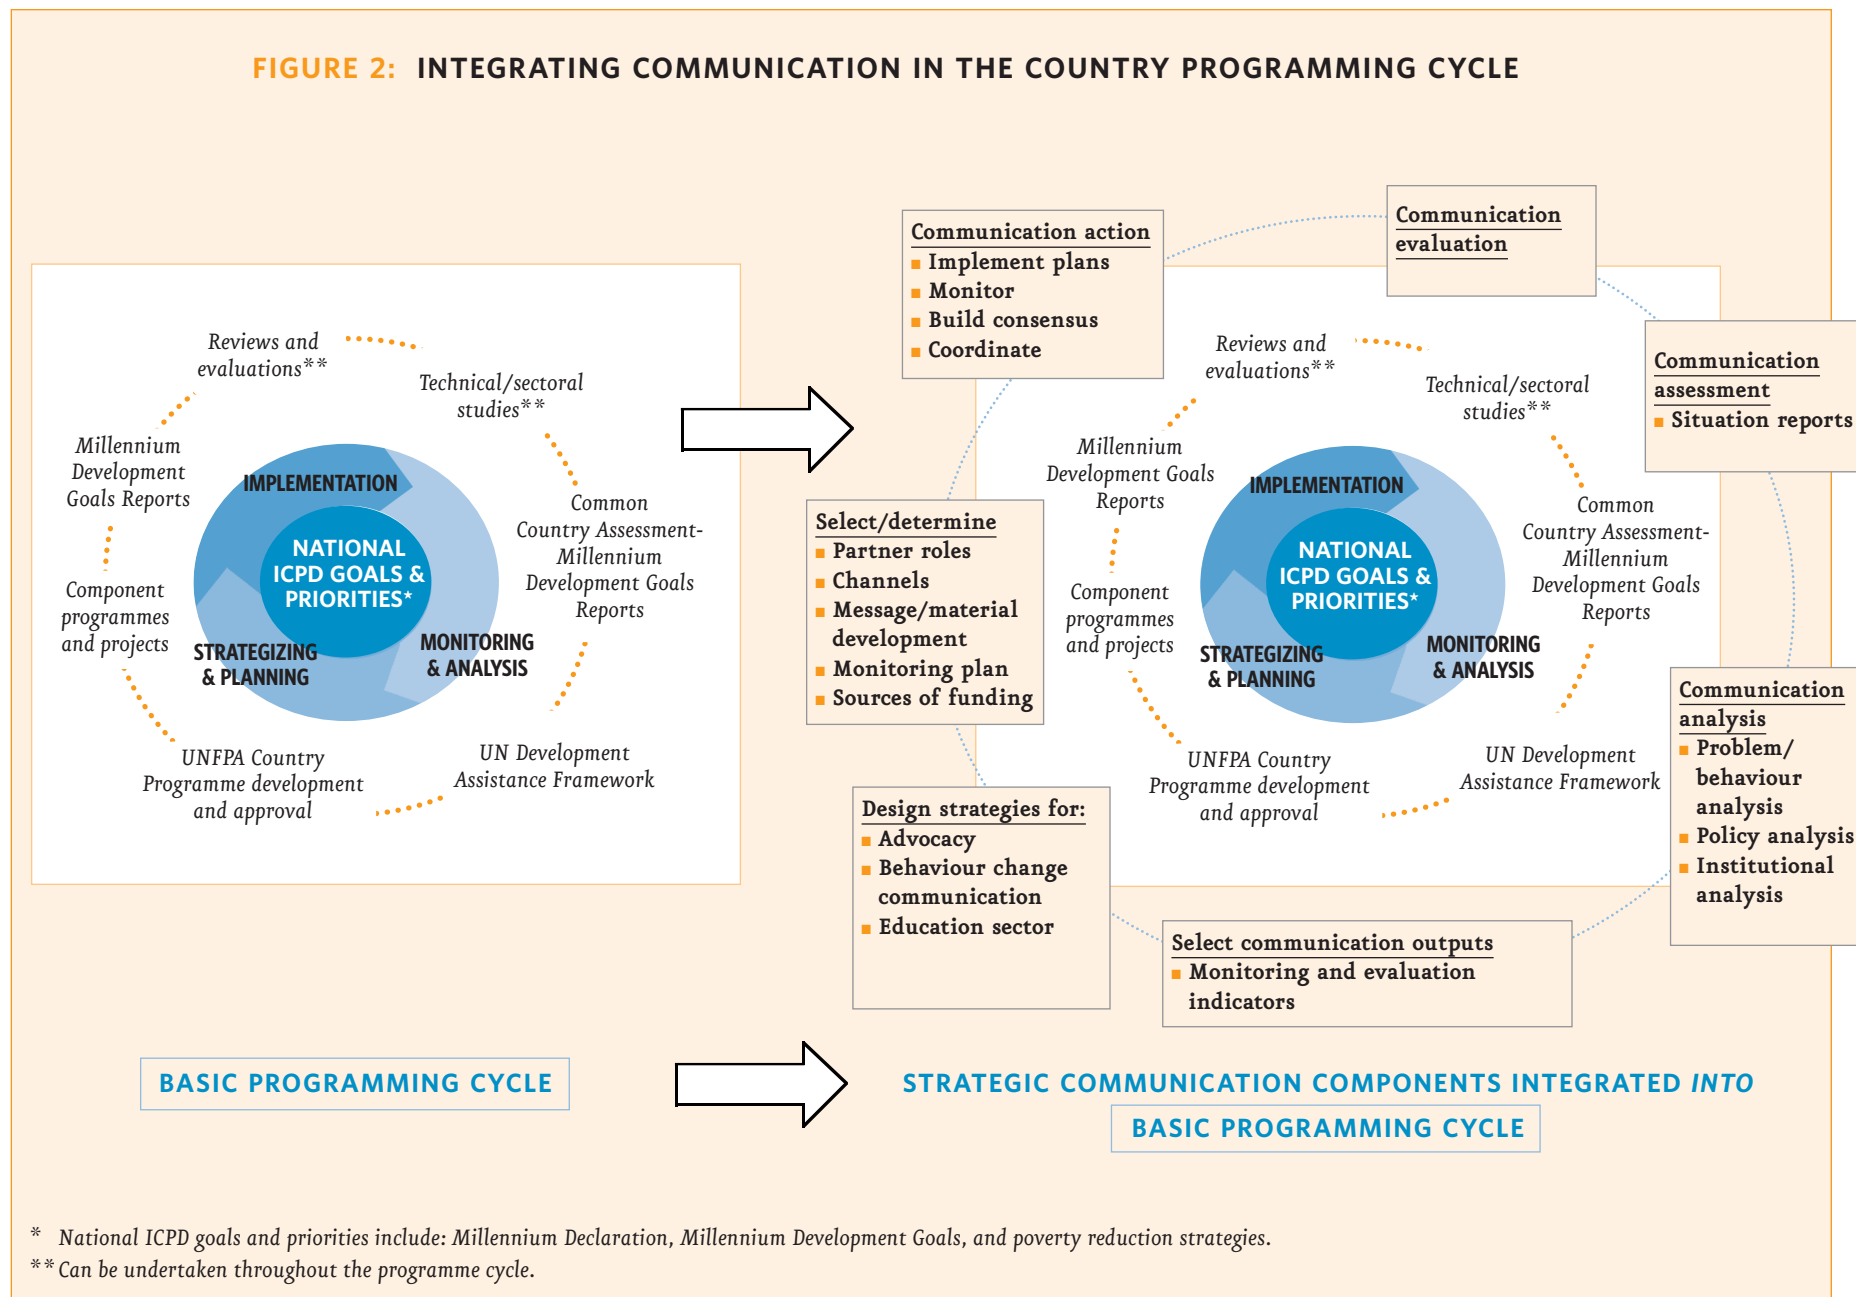 FIGURE 2: INTEGRATING COMMUNICATION IN THE COUNTRY PROGRAMMING CYCLE
Reviews and
evaluations**
Technical/sectoral
studies**
Common
Country Assessment-
Millennium
Development Goals
Reports
UN Development
Assistance Framework
UNFPA Country
Programme development
and approval
Component
programmes
and projects
Millennium
Development
Goals Reports
IMPLEMENTATION
MONITORING
& ANALYSIS
STRATEGIZING
& PLANNING
NATIONAL
ICPD GOALS &
PRIORITIES*
Communication action
■ Implement plans
■ Monitor
■ Build consensus
■ Coordinate
Communication
evaluation
Communication
assessment
■ Situation reports
Communication
analysis
■ Problem/
behaviour
analysis
■ Policy analysis
■ Institutional
analysis
Select communication outputs
■ Monitoring and evaluation
indicators
Design strategies for:
■ Advocacy
■ Behaviour change
communication
■ Education sector
Select/determine
■ Partner roles
■ Channels
■ Message/material
development
■ Monitoring plan
■ Sources of funding
Reviews and
evaluations**
Technical/sectoral
studies**
Common
Country Assessment-
Millennium
Development Goals
Reports
UN Development
Assistance Framework
UNFPA Country
Programme development
and approval
Component
programmes
and projects
Millennium
Development Goals
Reports
IMPLEMENTATION
MONITORING
& ANALYSIS
STRATEGIZING
& PLANNING
NATIONAL
ICPD GOALS &
PRIORITIES*
BASIC PROGRAMMING CYCLE
STRATEGIC COMMUNICATION COMPONENTS INTEGRATED INTO
BASIC PROGRAMMING CYCLE
* National ICPD goals and priorities include: Millennium Declaration, Millennium Development Goals, and poverty reduction strategies.
** Can be undertaken throughout the programme cycle.